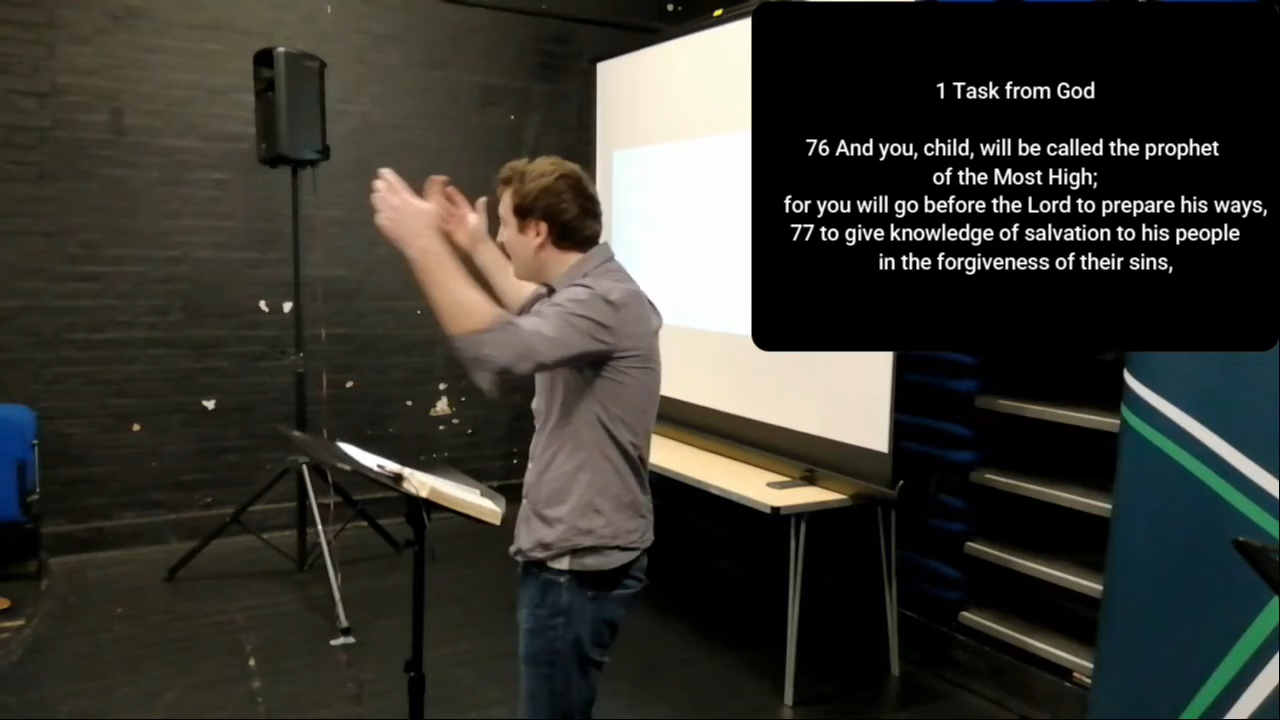 1 Task from God
76 And you, child, will be called the prophet
of the Most High;
for you will go before the Lord to prepare his ways,
77 to give knowledge of salvation to his people
in the forgiveness of their sins,